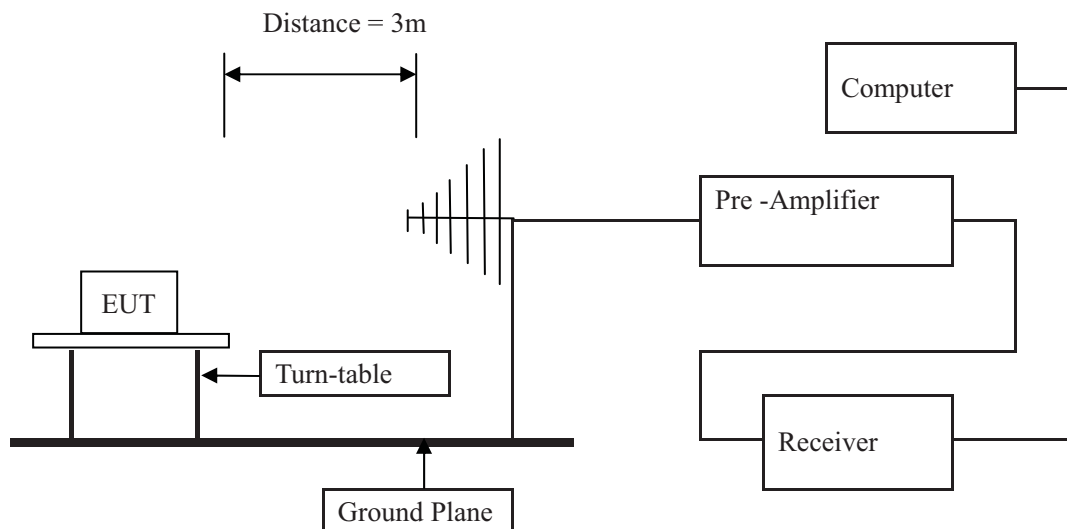 Distance = 3m
Computer
Pre -Amplifier
EUT
Turn-table
Receiver
Ground Plane